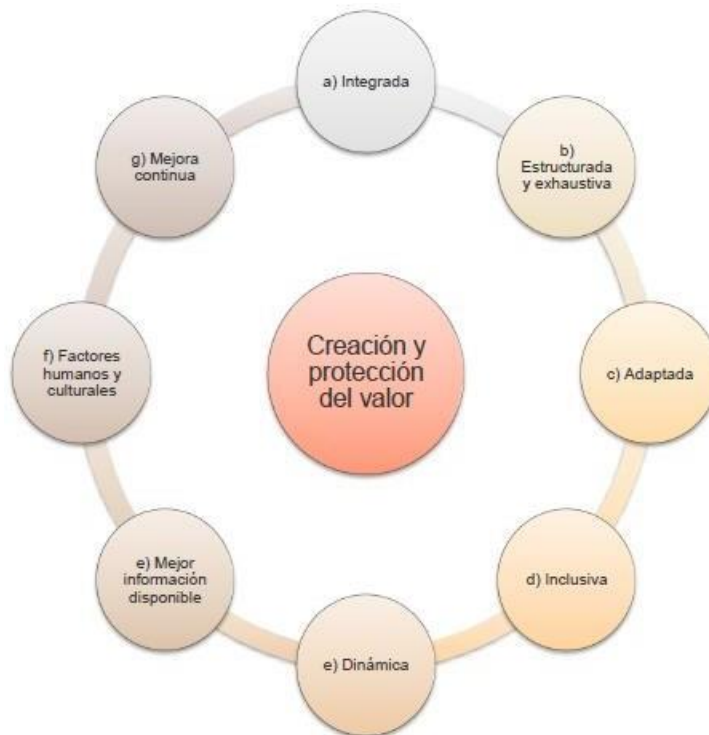 a) Integrada
b)
Estructurada
y exhaustiva
c) Adaptada
d) Inclusiva
e) Dinámica
e) Mejor
información
disponible
f) Factores
humanos y
culturales
g) Mejora
continua
Creación y
protección
del valor